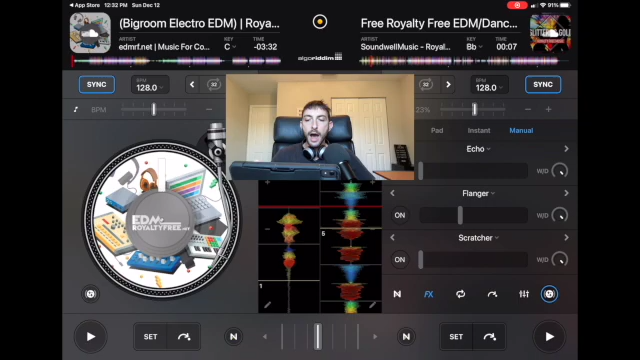 App Store 12:32 PM Sun Dec 12
91%
(Bigroom Electro EDM) | Roya...
Free Royalty Free EDM/Danc...
ARTIST KEY TIME
edmrf.net | Music For Co... C -03:32
algoriddim
ARTIST KEY TIME
SoundwellMusic - Royal... Bb 00:07
SYNC
BPM
128.0
BPM
128.0
SYNC
BPM
23%
Pad Instant Manual
Echo
W/D
Flanger
ON
W/D
Scratcher
ON
W/D
EDM
ROYALTYFREE.NET
5
1
FX
SET
SET